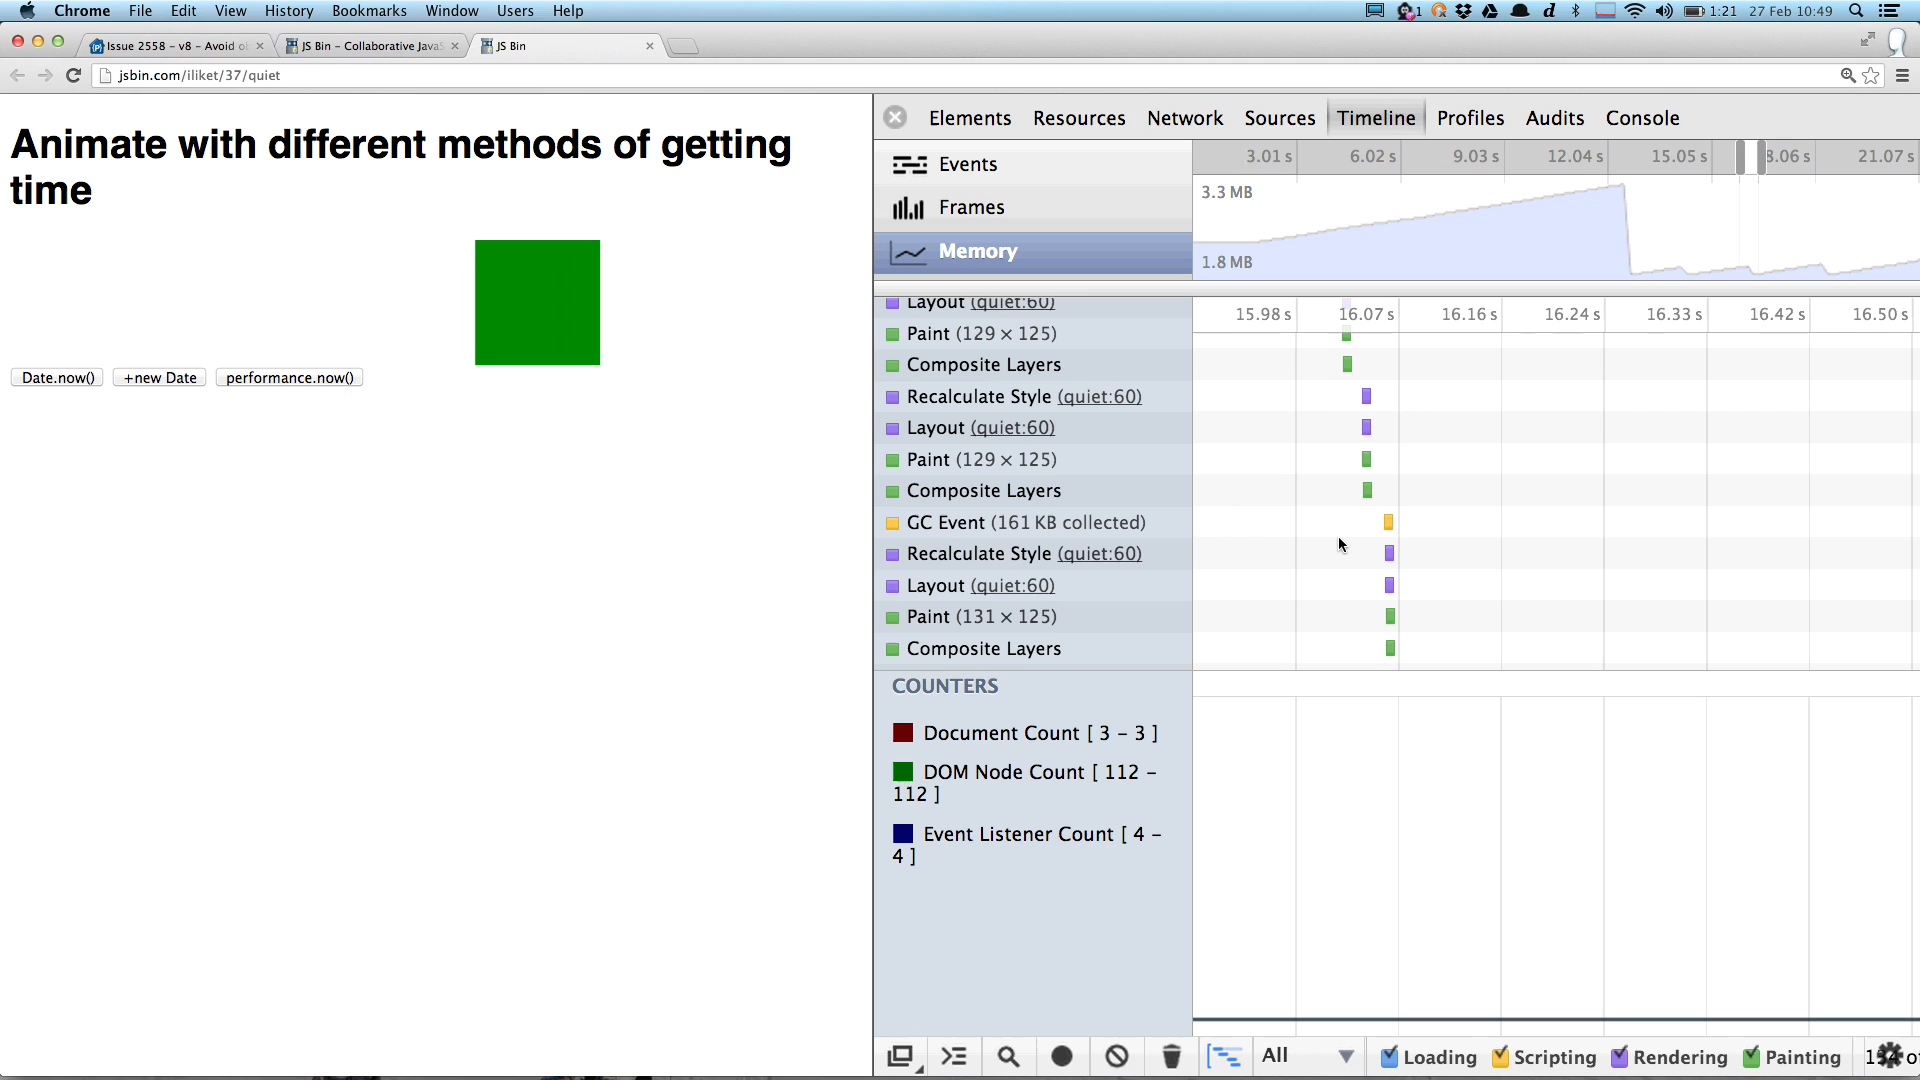 Chrome File Edit View History Bookmarks Window Users Help 1 d 1:21 27 Feb 10:49
Issue 2558 – v8 – Avoid JS Bin – Collaborative JavaS JS Bin
jsbin.com/iliket/37/quiet
Elements Resources Network Sources Timeline Profiles Audits Console
Animate with different methods of getting
time
Date.now() +new Date performance.now()
Events
Frames
Memory
3.01 s 6.02 s 9.03 s 12.04 s 15.05 s 8.06 s 21.07 s
3.3 MB
1.8 MB
15.98 s 16.07 s 16.16 s 16.24 s 16.33 s 16.42 s 16.50 s
Layout (quiet:60)
Paint (129 × 125)
Composite Layers
Recalculate Style (quiet:60)
Layout (quiet:60)
Paint (129 × 125)
Composite Layers
GC Event (161 KB collected)
Recalculate Style (quiet:60)
Layout (quiet:60)
Paint (131 × 125)
Composite Layers
COUNTERS
Document Count [ 3 – 3 ]
DOM Node Count [ 112 –
112 ]
Event Listener Count [ 4 –
4 ]
All Loading Scripting Rendering Painting